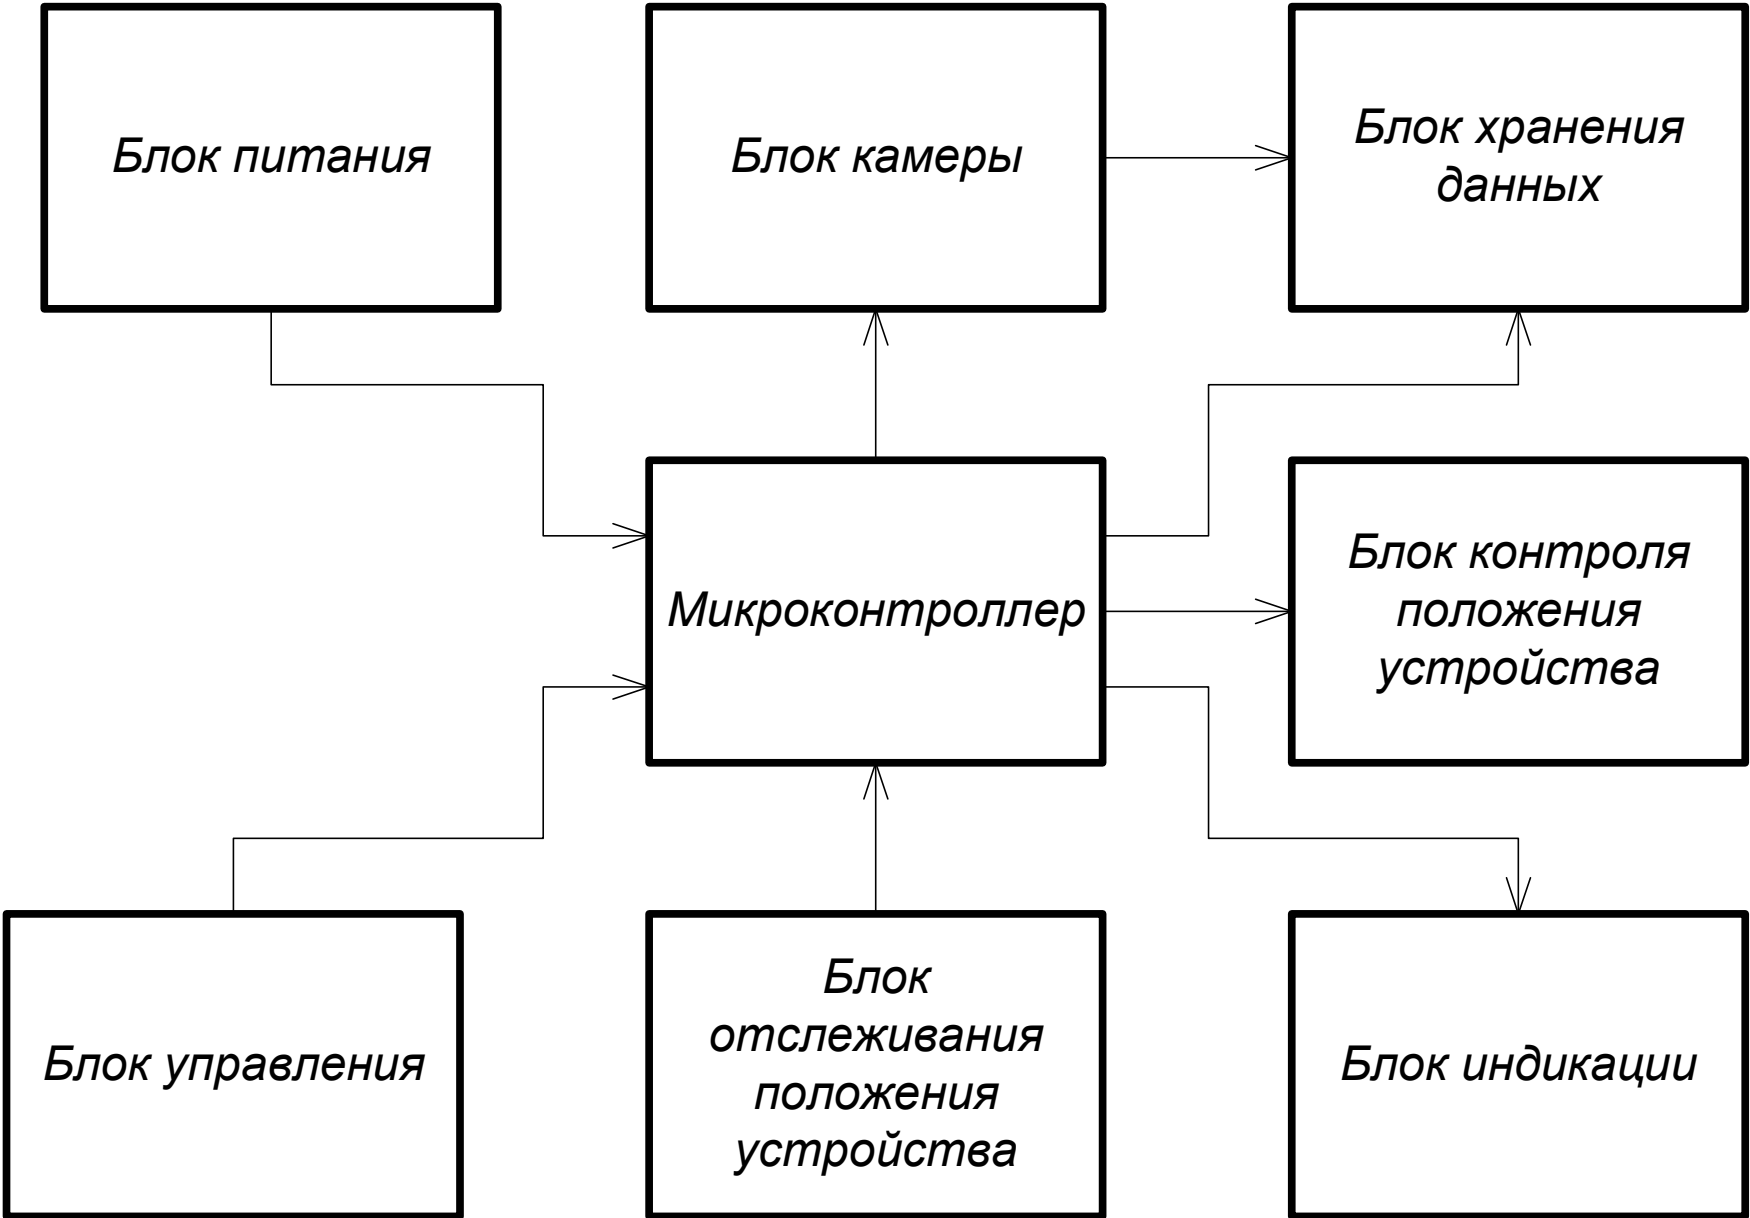 Блок питания
Блок камеры
Блок хранения
данных
Микроконтроллер
Блок контроля
положения
устройства
Блок управления
Блок
отслеживания
положения
устройства
Блок индикации